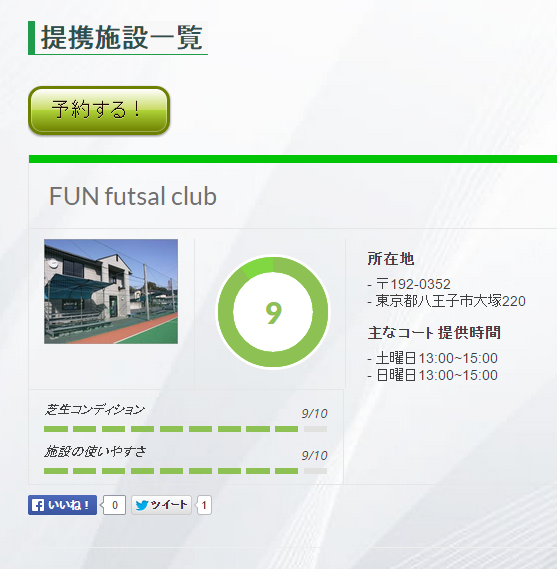 提携施設一覧
予約する！
FUN futsal club
9
所在地
- 〒192-0352
- 東京都八王子市大塚220
主なコート提供時間
- 土曜日13:00~15:00
- 日曜日13:00~15:00
芝生コンディション 9/10
施設の使いやすさ 9/10
いいね！ 0 ツイート 1